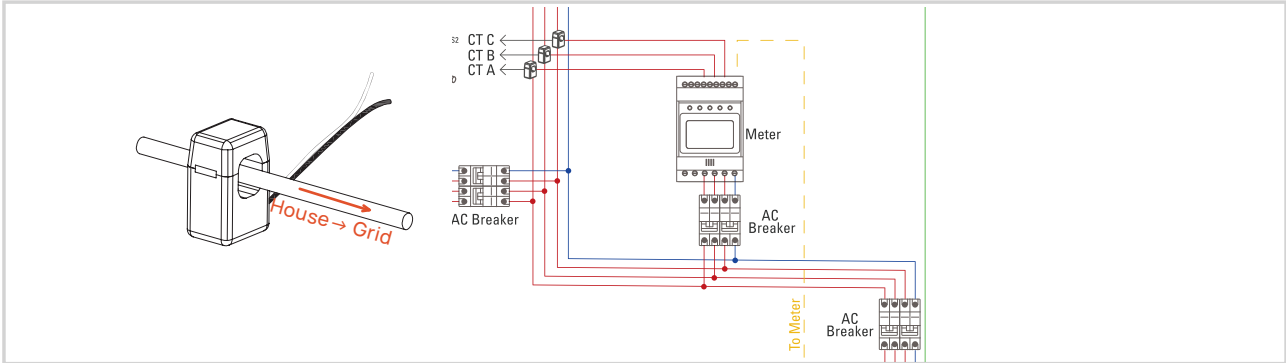 S2 CT C
CT B
CT A
D
Meter
House→ Grid
AC Breaker
AC
Breaker
To Meter
AC
Breaker